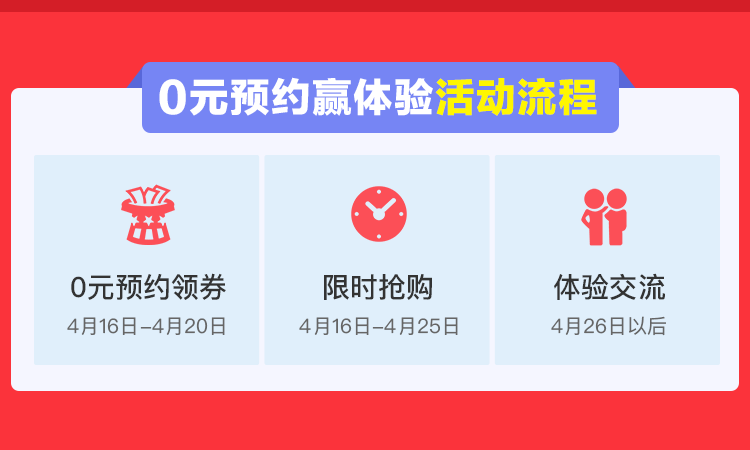 0元预约赢体验活动流程
0元预约领券
4月16日-4月20日
限时抢购
4月16日-4月25日
体验交流
4月26日以后